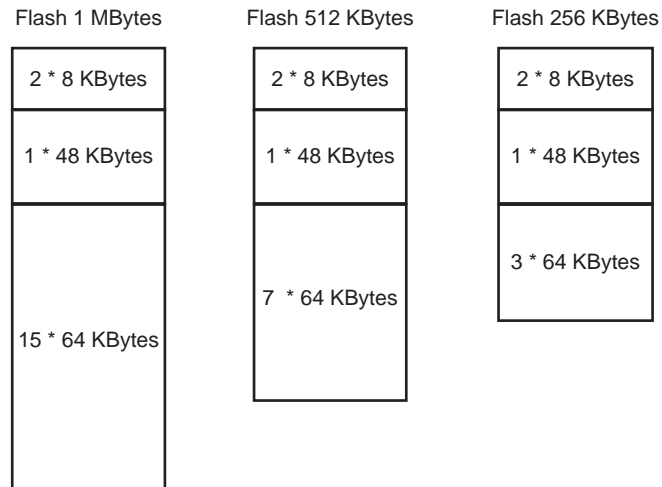 Flash 1 MBytes
2 * 8 KBytes
1 * 48 KBytes
15 * 64 KBytes
Flash 512 KBytes
2 * 8 KBytes
1 * 48 KBytes
7 * 64 KBytes
Flash 256 KBytes
2 * 8 KBytes
1 * 48 KBytes
3 * 64 KBytes